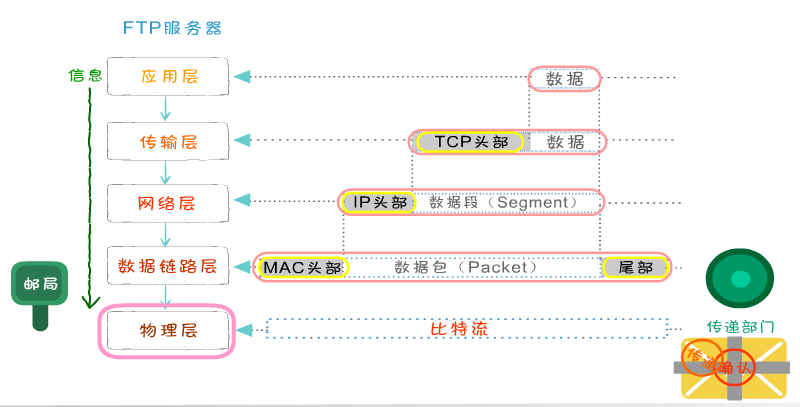 FTP服务器
信息
应用层
数据
传输层
TCP头部 数据
网络层
IP头部 数据段（Segment）
数据链路层
MAC头部 数据包（Packet） 尾部
邮局
物理层
比特流
传递部门
传递
确认